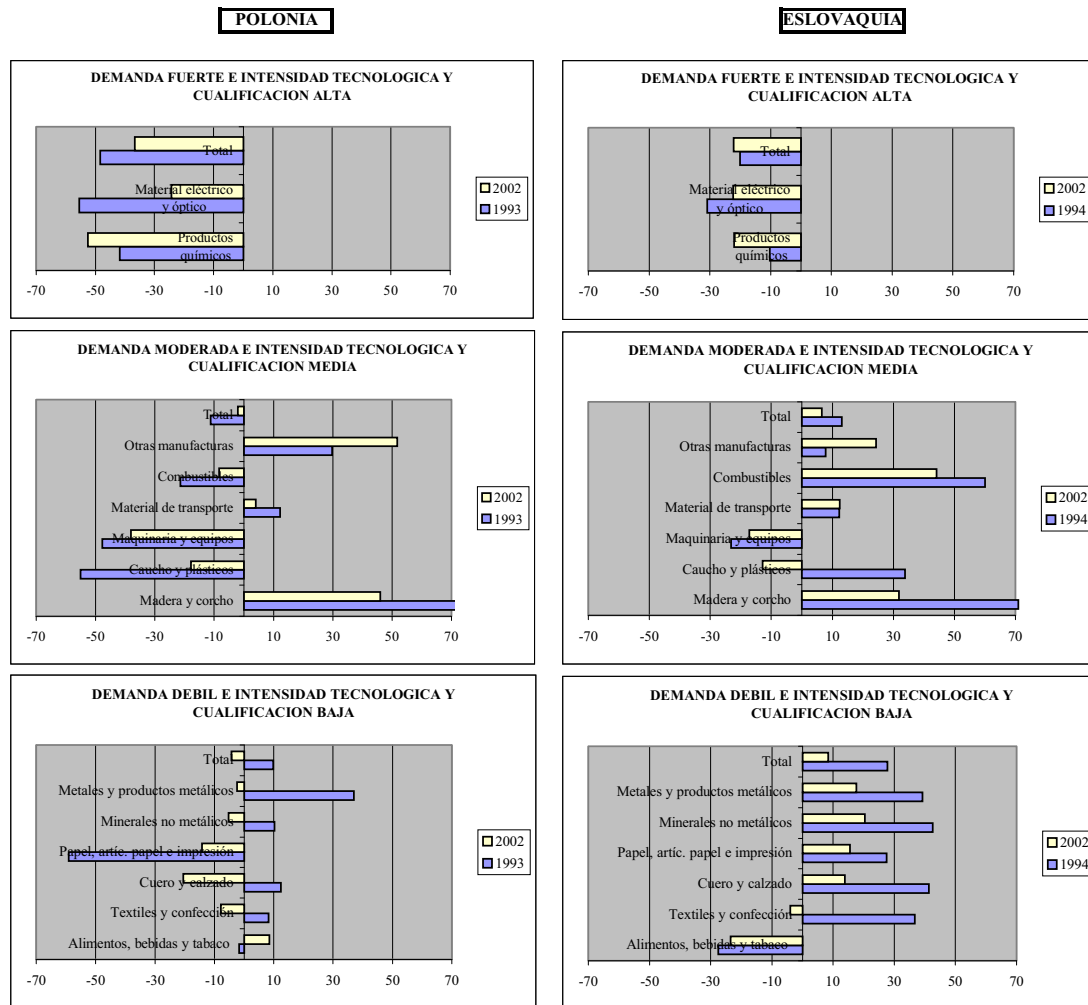 POLONIA
ESLOVAQUIA
DEMANDA FUERTE E INTENSIDAD TECNOLOGICA Y
CUALIFICACION ALTA
Total
Material eléctrico
y óptico
Productos
químicos
2002
1993
-70 -50 -30 -10 10 30 50 70
DEMANDA FUERTE E INTENSIDAD TECNOLOGICA Y
CUALIFICACION ALTA
Total
Material eléctrico
y óptico
Productos
químicos
2002
1994
-70 -50 -30 -10 10 30 50 70
DEMANDA MODERADA E INTENSIDAD TECNOLOGICA Y
CUALIFICACION MEDIA
Total
Otras manufacturas
Combustibles
Material de transporte
Maquinaria y equipos
Caucho y plásticos
Madera y corcho
2002
1993
-70 -50 -30 -10 10 30 50 70
DEMANDA MODERADA E INTENSIDAD TECNOLOGICA Y
CUALIFICACION MEDIA
Total
Otras manufacturas
Combustibles
Material de transporte
Maquinaria y equipos
Caucho y plásticos
Madera y corcho
2002
1994
-70 -50 -30 -10 10 30 50 70
DEMANDA DEBIL E INTENSIDAD TECNOLOGICA Y
CUALIFICACION BAJA
Total
Metales y productos metálicos
Minerales no metálicos
Papel, artíc. papel e impresión
Cuero y calzado
Textiles y confección
Alimentos, bebidas y tabaco
2002
1993
-70 -50 -30 -10 10 30 50 70
DEMANDA DEBIL E INTENSIDAD TECNOLOGICA Y
CUALIFICACION BAJA
Total
Metales y productos metálicos
Minerales no metálicos
Papel, artíc. papel e impresión
Cuero y calzado
Textiles y confección
Alimentos, bebidas y tabaco
2002
1994
-70 -50 -30 -10 10 30 50 70